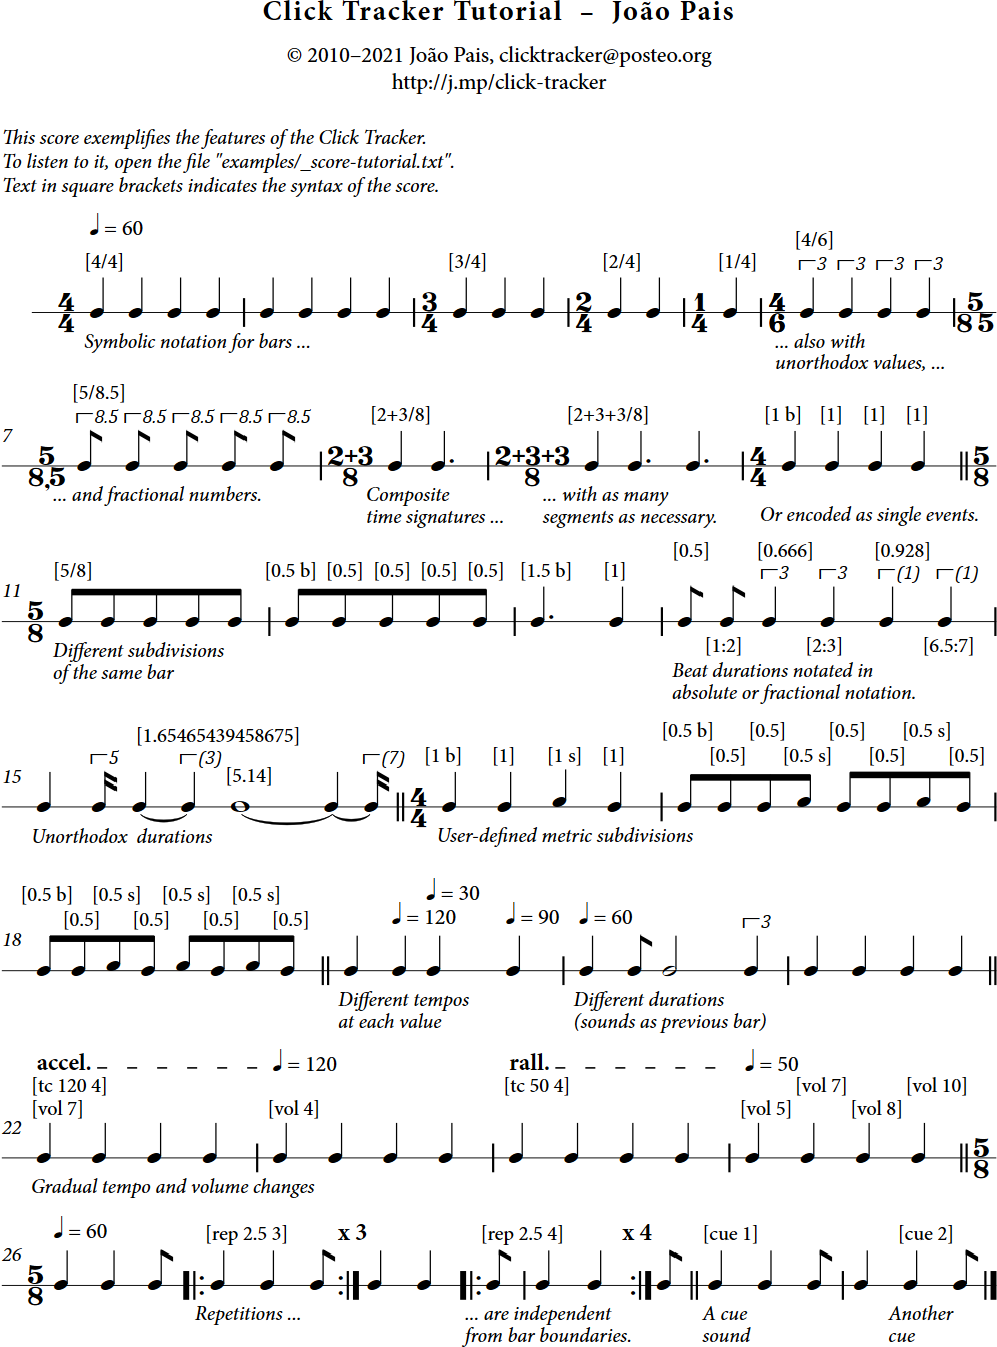 Click Tracker Tutorial – João Pais
© 2010–2021 João Pais, clicktracker@posteo.org
http://j.mp/click-tracker
This score exemplifies the features of the Click Tracker.
To listen to it, open the file "examples/_score-tutorial.txt".
Text in square brackets indicates the syntax of the score.
= 60
[4/4] [3/4] [2/4] [1/4] [4/6]
3 3 3 3
4/4 3/4 2/4 1/4 4/6 5/8,5
Symbolic notation for bars ... ... also with
unorthodox values, ...
[5/8.5] [2+3/8] [2+3+3/8] [1 b] [1] [1] [1]
8.5 8.5 8.5 8.5 8.5
7 5/8,5 2+3/8 2+3+3/8 4/4 5/8
... and fractional numbers. Composite ... with as many
time signatures ... segments as necessary. Or encoded as single events.
[0.5] [0.666] [0.928]
[5/8] [0.5 b] [0.5] [0.5] [0.5] [0.5] [1.5 b] [1] 3 3 (1) (1)
11 5/8
[1:2] [2:3] [6.5:7]
Different subdivisions
of the same bar
Beat durations notated in
absolute or fractional notation.
[1.65465439458675] [0.5 b] [0.5] [0.5] [0.5 s]
5 (3) [5.14] (7) [1 b] [1] [1 s] [1] [0.5] [0.5 s] [0.5] [0.5]
15 4/4
Unorthodox durations User-defined metric subdivisions
[0.5 b] [0.5 s] [0.5 s] [0.5 s] = 30
[0.5] [0.5] [0.5] [0.5] = 120 = 90 = 60 3
18
Different tempos Different durations
at each value (sounds as previous bar)
accel. = 120 rall. = 50
[tc 120 4] [tc 50 4] [vol 7] [vol 10]
[vol 7] [vol 4] [vol 5] [vol 8]
22 5/8
Gradual tempo and volume changes
= 60 [rep 2.5 3] x 3 [rep 2.5 4] x 4 [cue 1] [cue 2]
26 5/8
Repetitions ... ... are independent A cue Another
from bar boundaries. sound cue